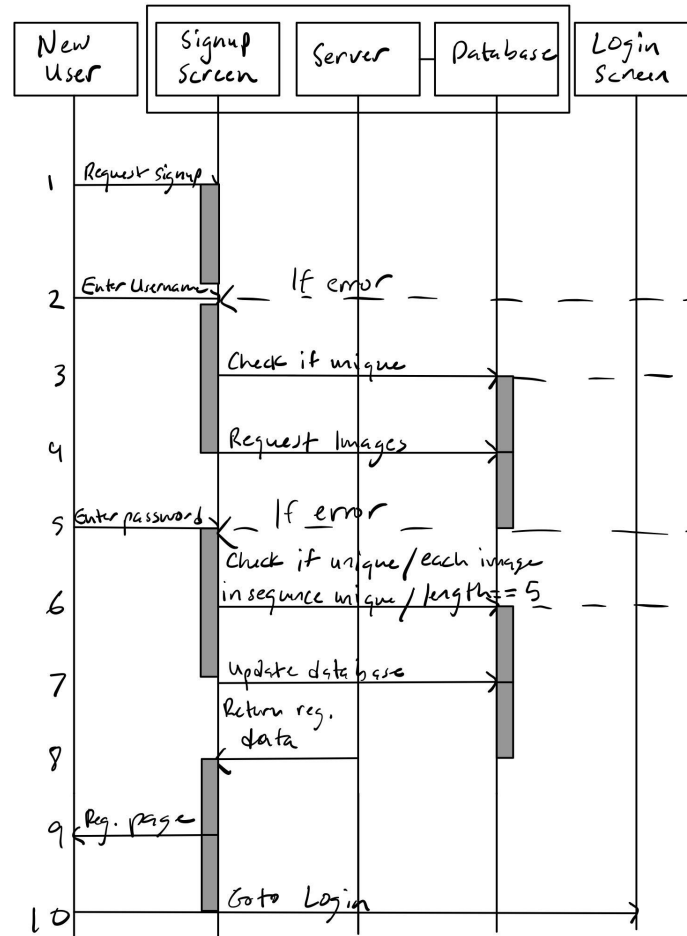 New
User
Signup
Screen
Server
Database
Login
Screen
1 Request signup
2 Enter Username
If error
3 Check if unique
4 Request Images
5 Enter password
If error
Check if unique/each image
6 in sequence unique/length==5
7 Update database
Return reg.
data
8
9 Reg. page
10 Goto Login